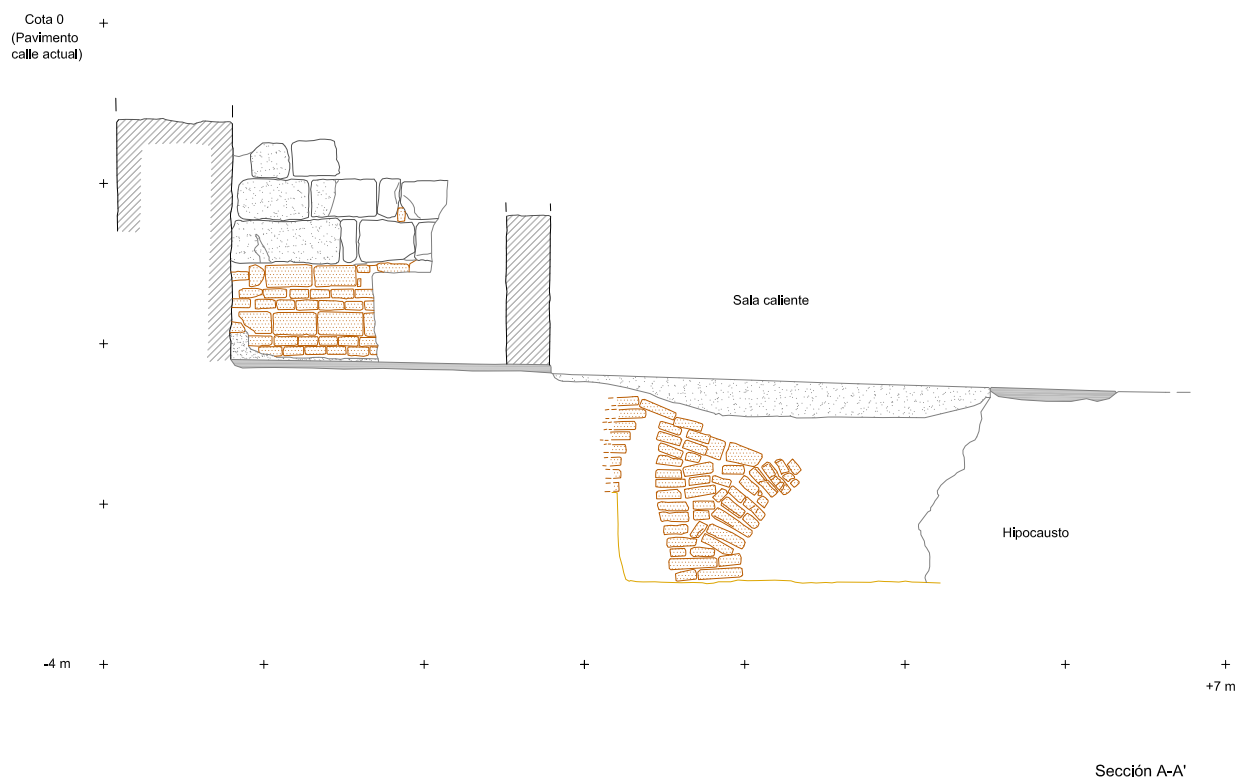 Cota 0
(Pavimento
calle actual)
Sala caliente
Hipocausto
-4 m
+7 m
Sección A-A'